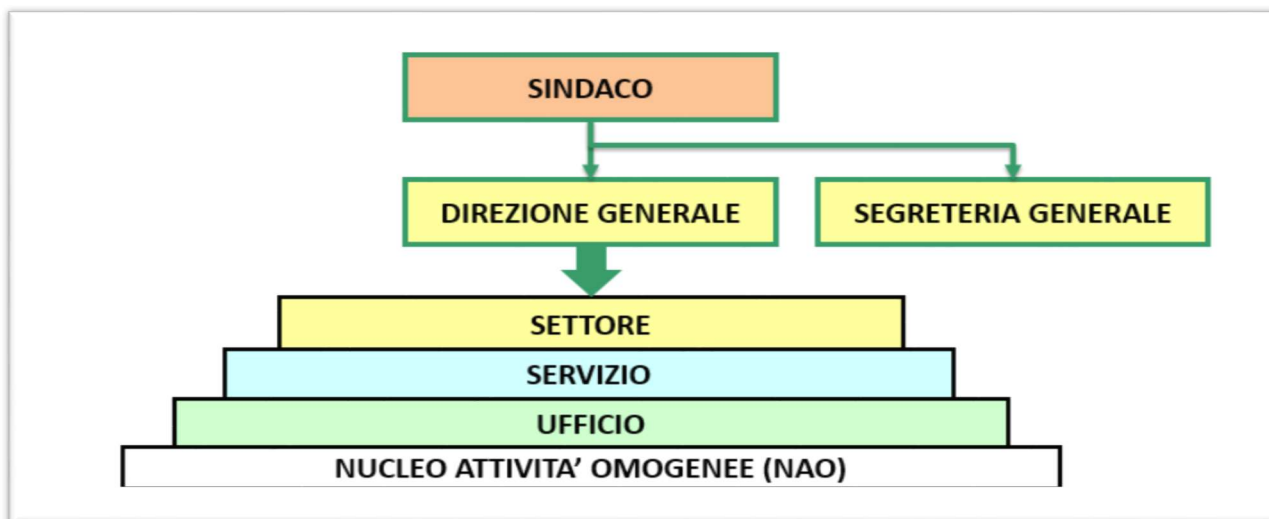 SINDACO
DIREZIONE GENERALE
SEGRETERIA GENERALE
SETTORE
SERVIZIO
UFFICIO
NUCLEO ATTIVITA’ OMOGENEE (NAO)